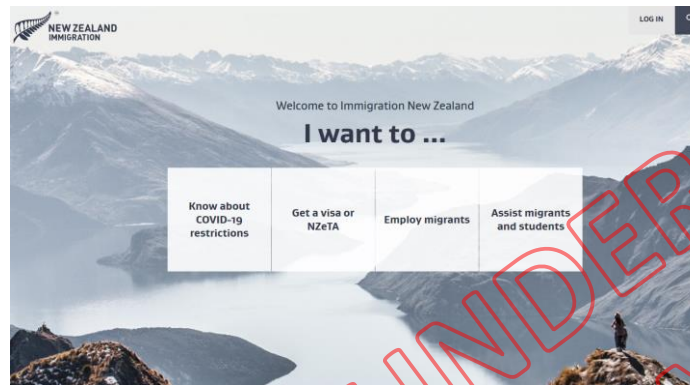 NEW ZEALAND
IMMIGRATION
LOG IN
Welcome to Immigration New Zealand
I want to ...
Know about
COVID-19
restrictions
Get a visa or
NZeTA
Employ migrants
Assist migrants
and students
UNDER